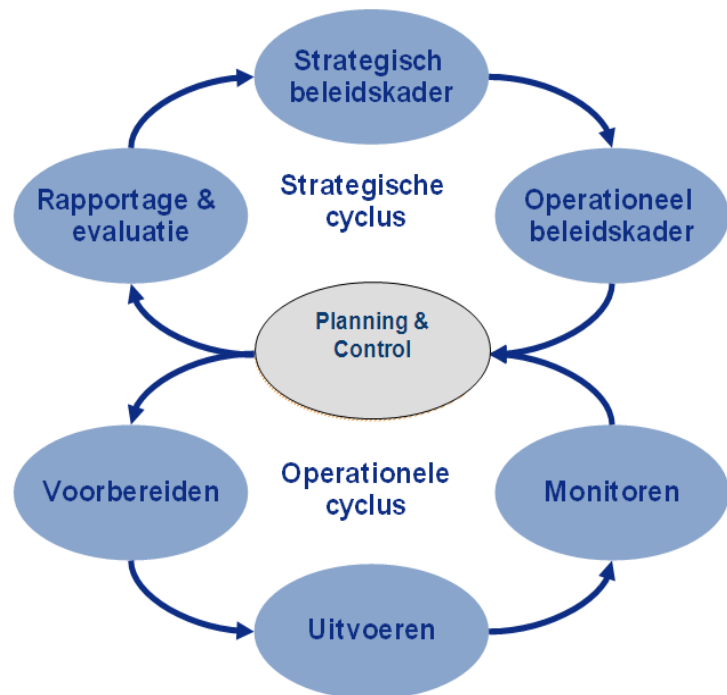 Strategisch
beleidskader
Rapportage &
evaluatie
Strategische
cyclus
Operationeel
beleidskader
Planning &
Control
Voorbereiden
Operationele
cyclus
Monitoren
Uitvoeren